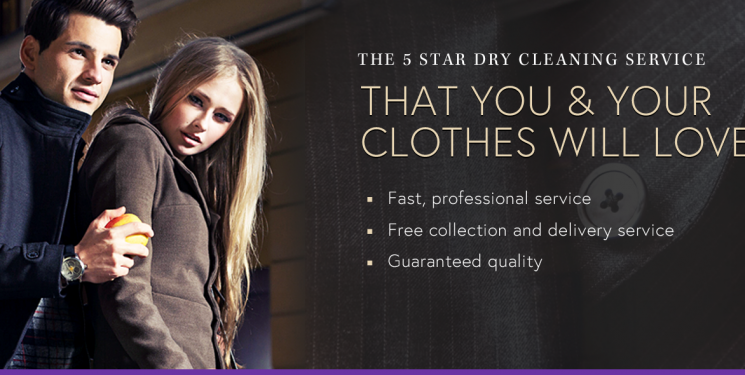 THE 5 STAR DRY CLEANING SERVICE
THAT YOU & YOUR
CLOTHES WILL LOVE
Fast, professional service
Free collection and delivery service
Guaranteed quality